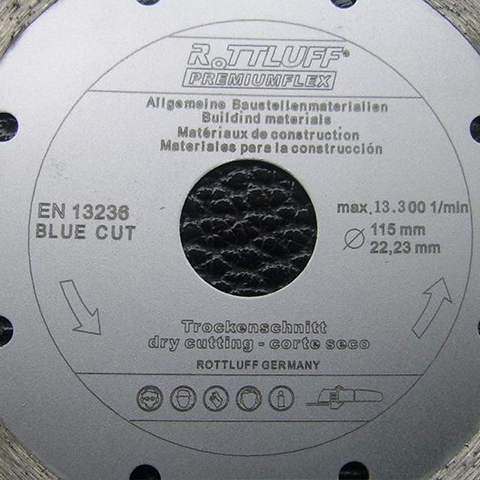 ROTTLUFF®
PREMIUMFLEX
Allgemeine Baustellenmaterialien
Buildind materials
Matériaux de construction
Materiales para la construcción
EN 13236
BLUE CUT
max. 13.300 1/min
115 mm
22,23 mm
Trockenschnitt
dry cutting - corte seco
ROTTLUFF GERMANY